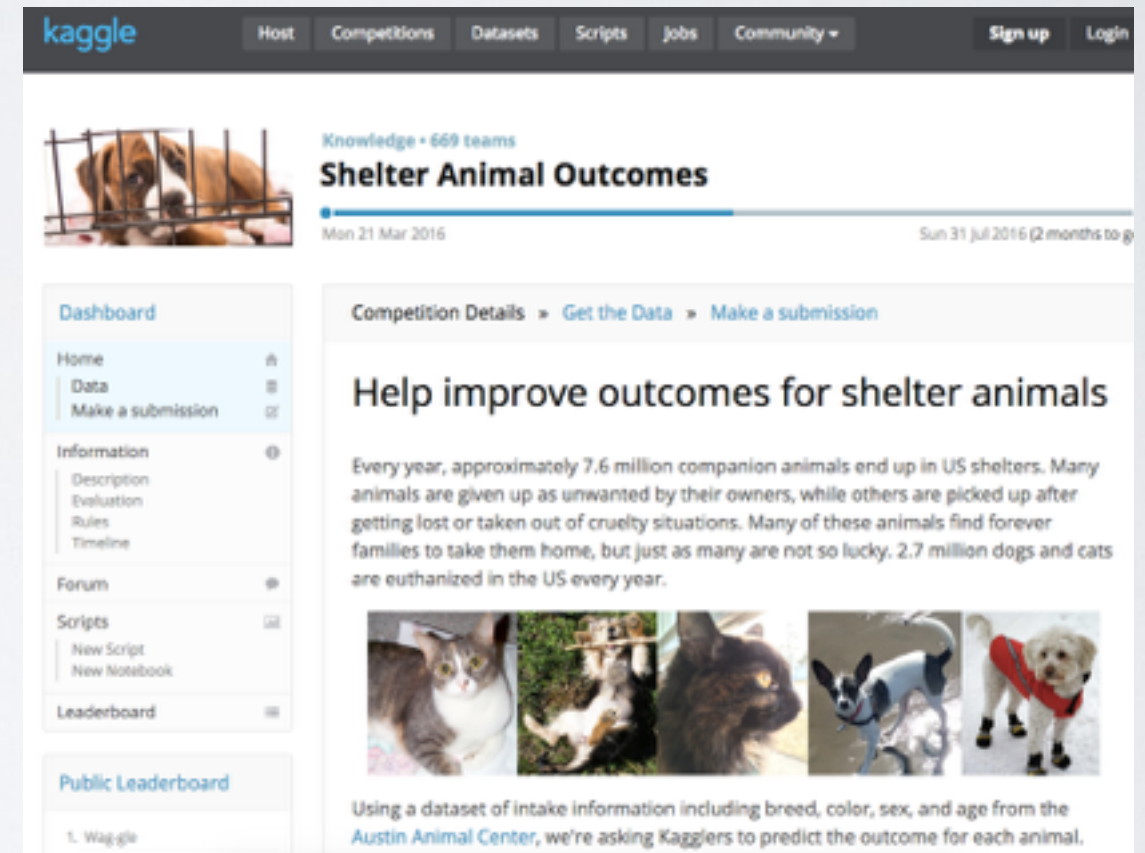 kaggle
Host Competitions Datasets Scripts Jobs Community
Sign up Login
Knowledge • 669 teams
Shelter Animal Outcomes
Mon 21 Mar 2016
Sun 31 Jul 2016 (2 months to
Dashboard
Home
Data
Make a submission
Information
Description
Evaluation
Rules
Timeline
Forum
Scripts
New Script
New Notebook
Leaderboard
Public Leaderboard
1. Wag-gle
Competition Details » Get the Data » Make a submission
Help improve outcomes for shelter animals
Every year, approximately 7.6 million companion animals end up in US shelters. Many
animals are given up as unwanted by their owners, while others are picked up after
getting lost or taken out of cruelty situations. Many of these animals find forever
families to take them home, but just as many are not so lucky. 2.7 million dogs and cats
are euthanized in the US every year.
Using a dataset of intake information including breed, color, sex, and age from the
Austin Animal Center, we're asking Kagglers to predict the outcome for each animal.